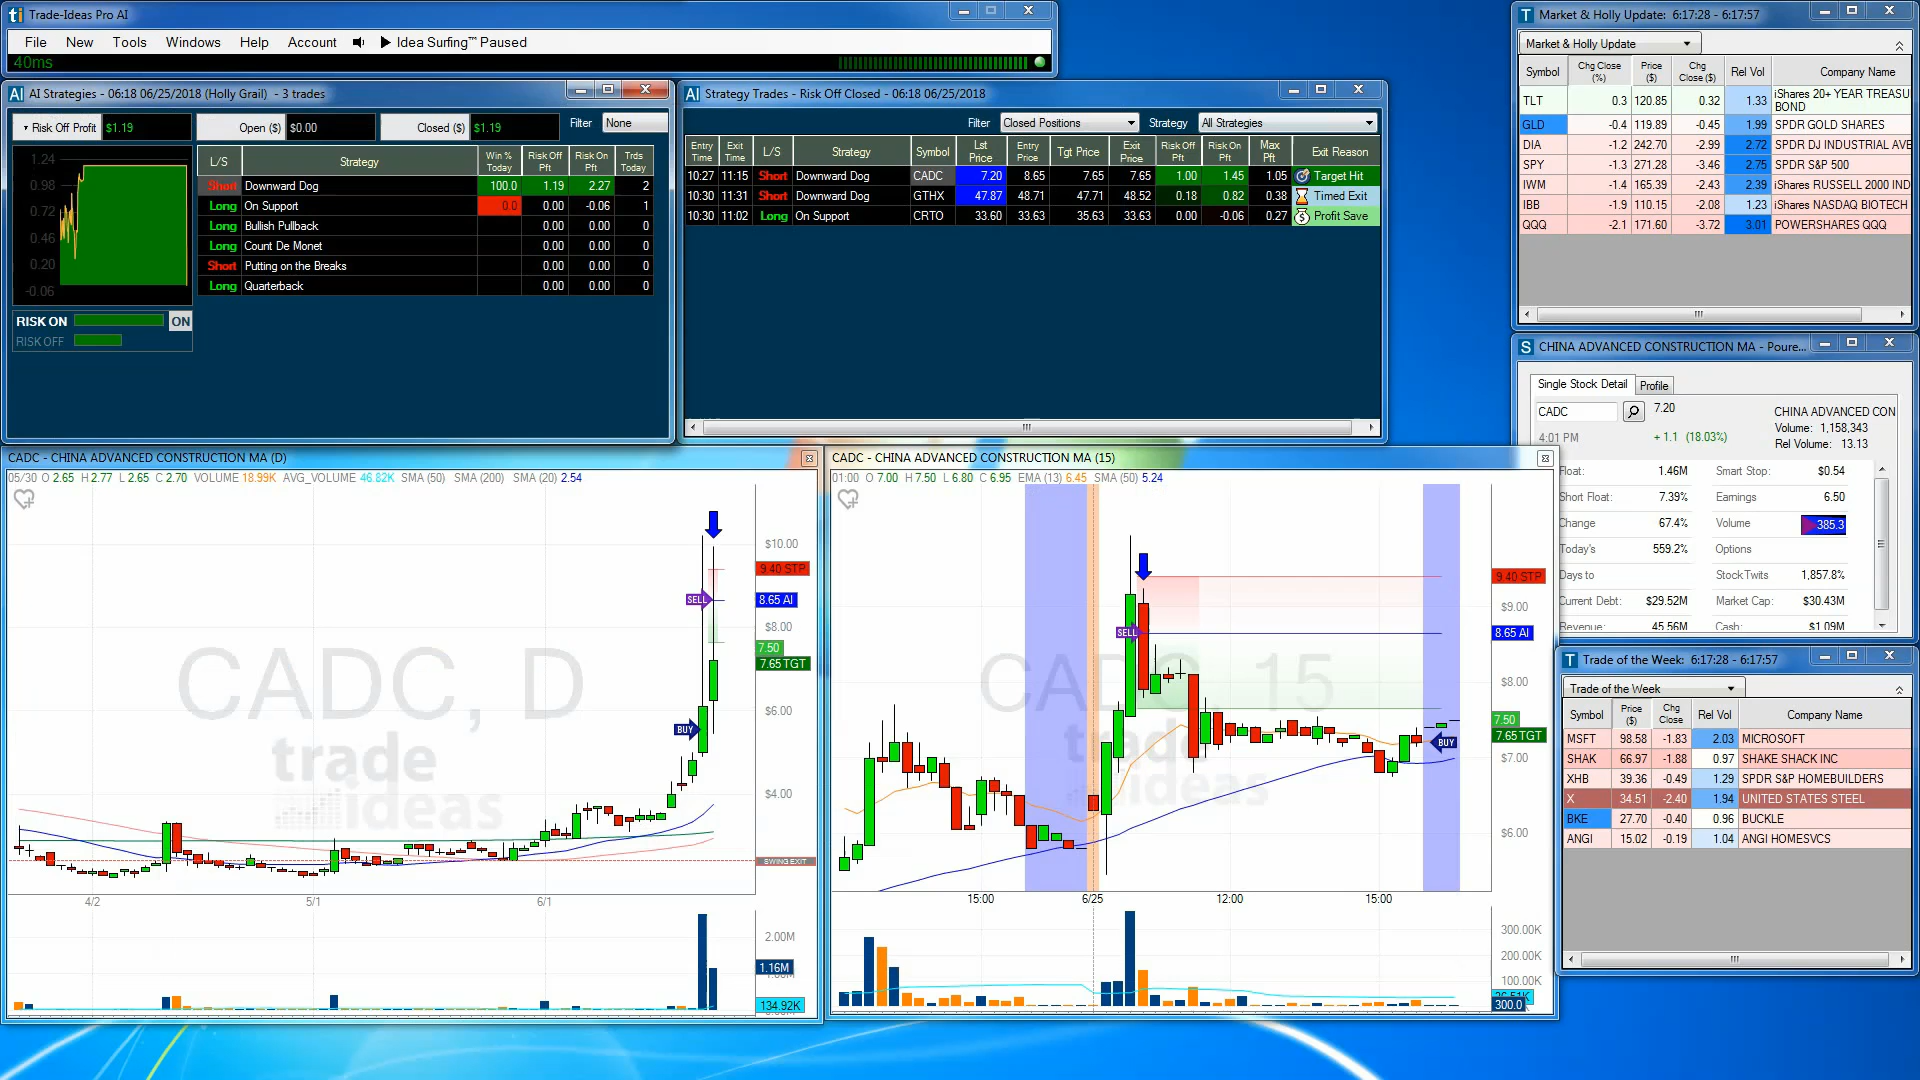 Trade-Ideas Pro AI
File New Tools Windows Help Account Idea Surfing™ Paused
40ms
AI Strategies - 06:18 06/25/2018 (Holly Grail) - 3 trades
Risk Off Profit $1.19 Open ($) $0.00 Closed ($) $1.19 Filter None
1.24
0.98
0.72
0.46
0.20
-0.06
RISK ON ON
RISK OFF
L/S Strategy Win % Today Risk Off Pft Risk On Pft Trds Today
Short Downward Dog 100.0 1.19 2.27 2
Long On Support 0.0 0.00 -0.06 1
Long Bullish Pullback 0.00 0.00 0
Long Count De Monet 0.00 0.00 0
Short Putting on the Breaks 0.00 0.00 0
Long Quarterback 0.00 0.00 0
Strategy Trades - Risk Off Closed - 06:18 06/25/2018
Filter Closed Positions Strategy All Strategies
Entry Time Exit Time L/S Strategy Symbol Lst Price Entry Price Tgt Price Exit Price Risk Off Pft Risk On Pft Max Pft Exit Reason
10:27 11:15 Short Downward Dog CADC 7.20 8.65 7.65 7.65 1.00 1.45 1.05 Target Hit
10:30 11:31 Short Downward Dog GTHX 47.87 48.71 47.71 48.52 0.18 0.82 0.38 Timed Exit
10:30 11:02 Long On Support CRTO 33.60 33.63 35.63 33.63 0.00 -0.06 0.27 Profit Save
Market & Holly Update: 6:17:28 - 6:17:57
Market & Holly Update
Symbol Chg Close (%) Price ($) Chg Close ($) Rel Vol Company Name
TLT 0.3 120.85 0.32 1.33 iShares 20+ YEAR TREASU BOND
GLD -0.4 119.89 -0.45 1.99 SPDR GOLD SHARES
DIA -1.2 242.70 -2.99 2.72 SPDR DJ INDUSTRIAL AVE
SPY -1.3 271.28 -3.46 2.75 SPDR S&P 500
IWM -1.4 165.39 -2.43 2.39 iShares RUSSELL 2000 IND
IBB -1.9 110.15 -2.08 1.23 iShares NASDAQ BIOTECH
QQQ -2.1 171.60 -3.72 3.01 POWERSHARES QQQ
CHINA ADVANCED CONSTRUCTION MA - Poure...
Single Stock Detail Profile
CADC 7.20 CHINA ADVANCED CON
Volume: 1,158,343
4:01 PM + 1.1 (18.03%) Rel Volume: 13.13
Float: 1.46M Smart Stop: $0.54
Short Float: 7.39% Earnings 6.50
Change 67.4% Volume 385.3
Today's 559.2% Options
Days to StockTwits 1,857.8%
Current Debt: $29.52M Market Cap: $30.43M
Revenue: 45.56M Cash: $1.09M
CADC - CHINA ADVANCED CONSTRUCTION MA (D)
05/30 O 2.65 H 2.77 L 2.65 C 2.70 VOLUME 18.99K AVG_VOLUME 46.82K SMA (50) SMA (200) SMA (20) 2.54
CADC, D
trade
ideas
SELL
BUY
$10.00
9.40 STP
8.65 AI
$8.00
7.50
7.65 TGT
$6.00
$4.00
SWING EXIT
4/2 5/1 6/1
2.00M
1.16M
134.92K
CADC - CHINA ADVANCED CONSTRUCTION MA (15)
01:00 O 7.00 H 7.50 L 6.80 C 6.95 EMA (13) 6.45 SMA (50) 5.24
CADC, 15
trade
ideas
SELL
BUY
9.40 STP
$9.00
8.65 AI
$8.00
7.50
7.65 TGT
$7.00
$6.00
15:00 6/25 12:00 15:00
300.00K
200.00K
100.00K
300.0
Trade of the Week: 6:17:28 - 6:17:57
Trade of the Week
Symbol Price ($) Chg Close Rel Vol Company Name
MSFT 98.58 -1.83 2.03 MICROSOFT
SHAK 66.97 -1.88 0.97 SHAKE SHACK INC
XHB 39.36 -0.49 1.29 SPDR S&P HOMEBUILDERS
X 34.51 -2.40 1.94 UNITED STATES STEEL
BKE 27.70 -0.40 0.96 BUCKLE
ANGI 15.02 -0.19 1.04 ANGI HOMESVCS